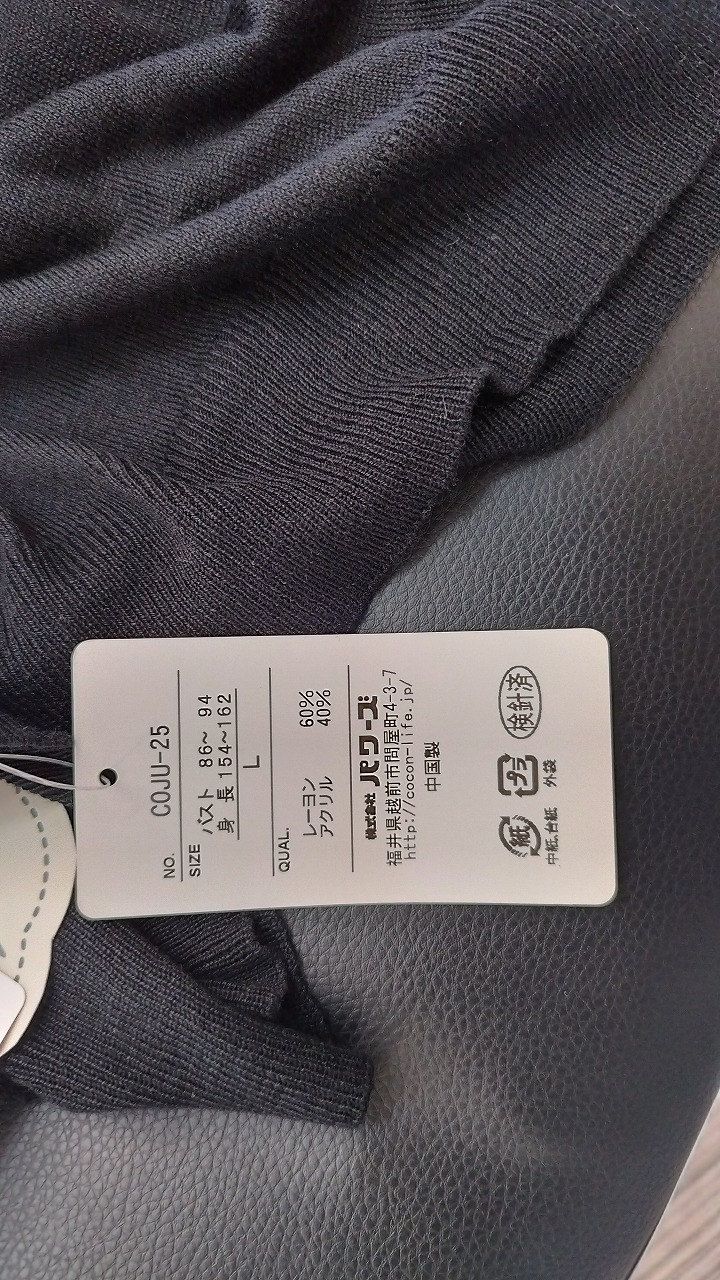 NO. COJU-25
SIZE バスト 86~ 94
身 長 154~162
L
QUAL.
レーヨン 60%
アクリル 40%
株式会社 パワーズ
福井県越前市問屋町4-3-7
http://cocon-life.jp/
中国製
紙 プラ 検針済
中紙、台紙 外袋